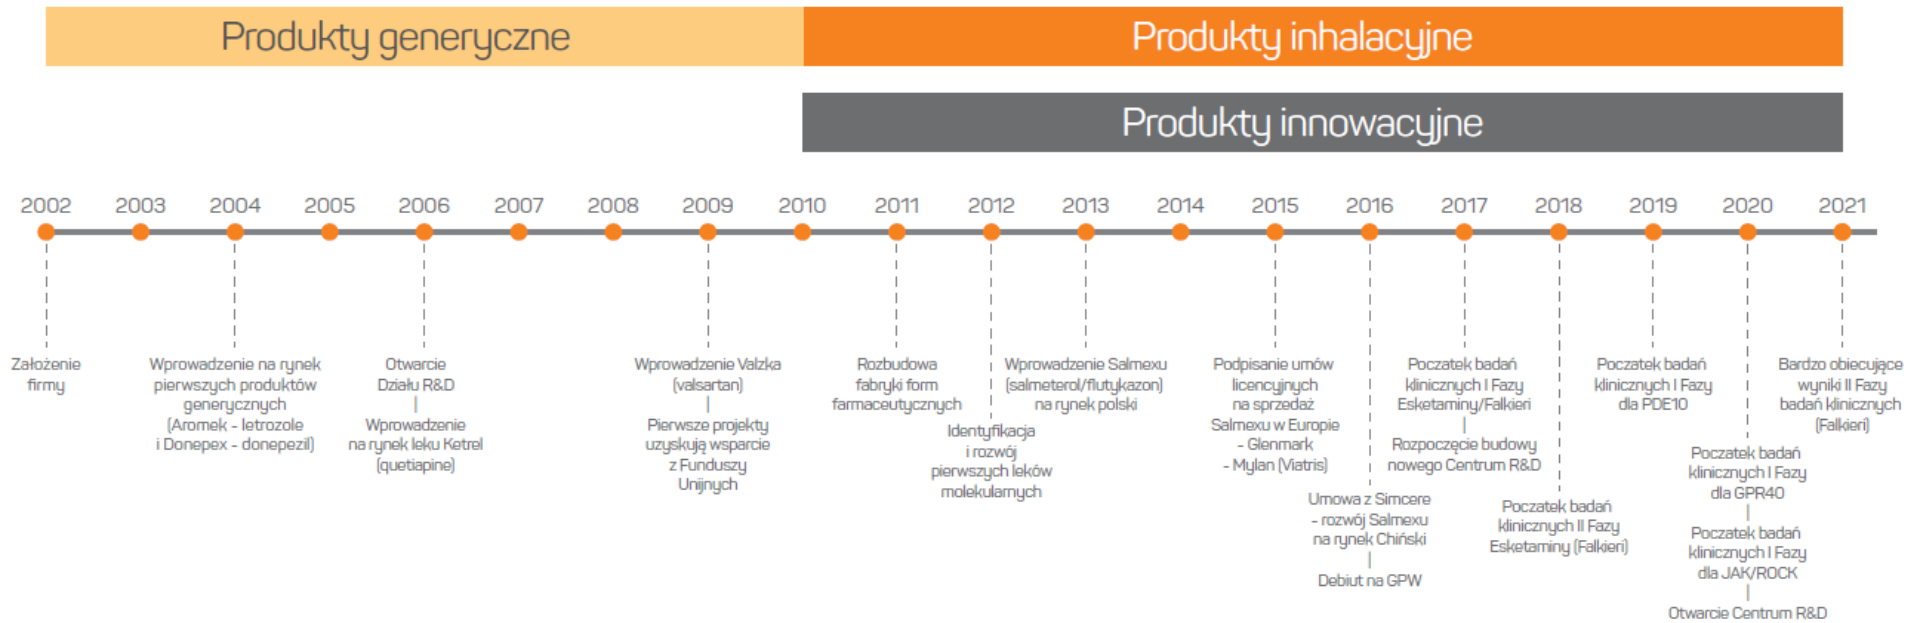 Produkty generyczne
Produkty inhalacyjne
Produkty innowacyjne
2002 2003 2004 2005 2006 2007 2008 2009 2010 2011 2012 2013 2014 2015 2016 2017 2018 2019 2020 2021
Założenie
firmy
Wprowadzenie na rynek
pierwszych produktów
generycznych
(Aromek - letrozole
i Donepex - donepezil)
Otwarcie
Działu R&D
|
Wprowadzenie
na rynek leku Ketrel
(quetiapine)
Wprowadzenie Valzka
(valsartan)
|
Pierwsze projekty
uzyskują wsparcie
z Funduszy
Unijnych
Rozbudowa
fabryki form
farmaceutycznych
Identyfikacja
i rozwój
pierwszych leków
molekularnych
Wprowadzenie Salmexu
(salmeterol/flutykazon)
na rynek polski
Podpisanie umów
licencyjnych
na sprzedaż
Salmexu w Europie
- Glenmark
- Mylan (Viatris)
Umowa z Simcere
- rozwój Salmexu
na rynek Chiński
|
Debiut na GPW
Poczatek badań
klinicznych I Fazy
Esketaminy/Falkieri
|
Rozpoczęcie budowy
nowego Centrum R&D
Poczatek badań
klinicznych II Fazy
Esketaminy (Falkieri)
Poczatek badań
klinicznych I Fazy
dla PDE10
Poczatek badań
klinicznych I Fazy
dla GPR40
|
Poczatek badań
klinicznych I Fazy
dla JAK/ROCK
|
Otwarcie Centrum R&D
Bardzo obiecujące
wyniki II Fazy
badań klinicznych
(Falkieri)